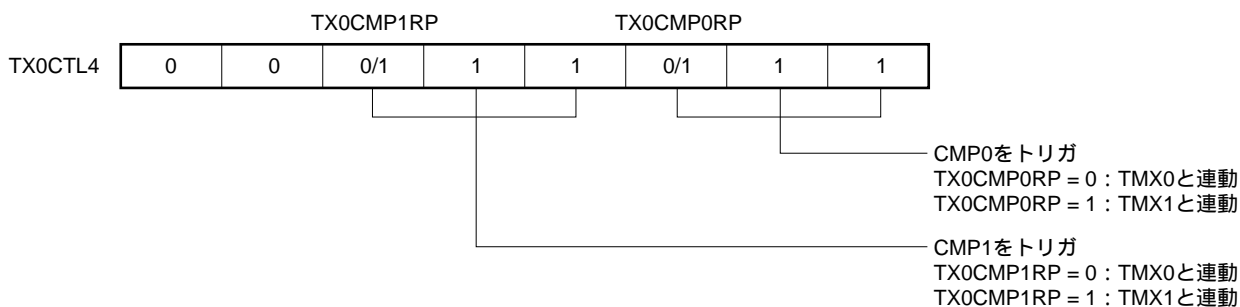 TX0CMP1RP TX0CMP0RP
TX0CTL4 0 0 0/1 1 1 0/1 1 1
CMP0をトリガ
TX0CMP0RP = 0：TMX0と連動
TX0CMP0RP = 1：TMX1と連動
CMP1をトリガ
TX0CMP1RP = 0：TMX0と連動
TX0CMP1RP = 1：TMX1と連動